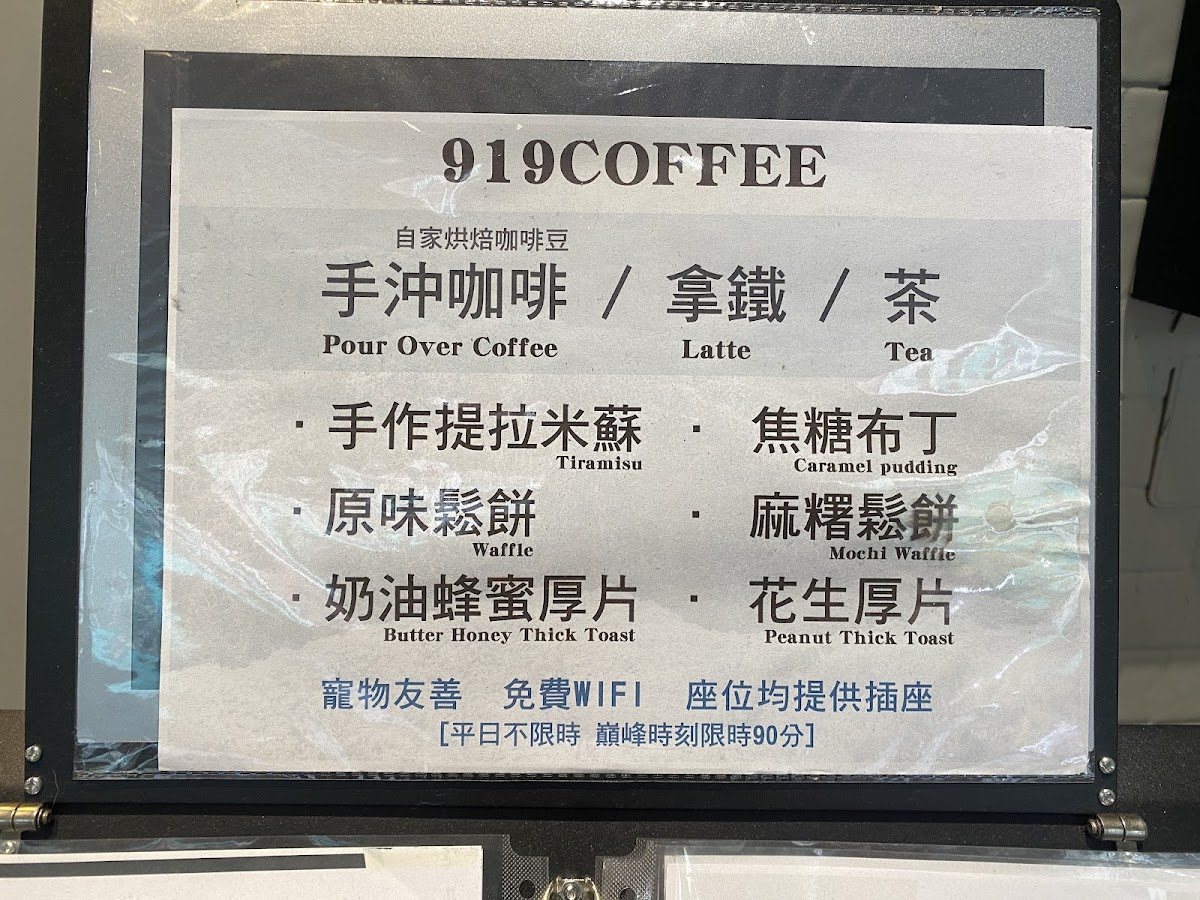 919COFFEE
自家烘焙咖啡豆
手沖咖啡 / 拿鐵 / 茶
Pour Over Coffee Latte Tea
· 手作提拉米蘇 · 焦糖布丁
Tiramisu Caramel pudding
· 原味鬆餅 · 麻糬鬆餅
Waffle Mochi Waffle
· 奶油蜂蜜厚片 · 花生厚片
Butter Honey Thick Toast Peanut Thick Toast
寵物友善 免費WIFI 座位均提供插座
[平日不限時 巔峰時刻限時90分]